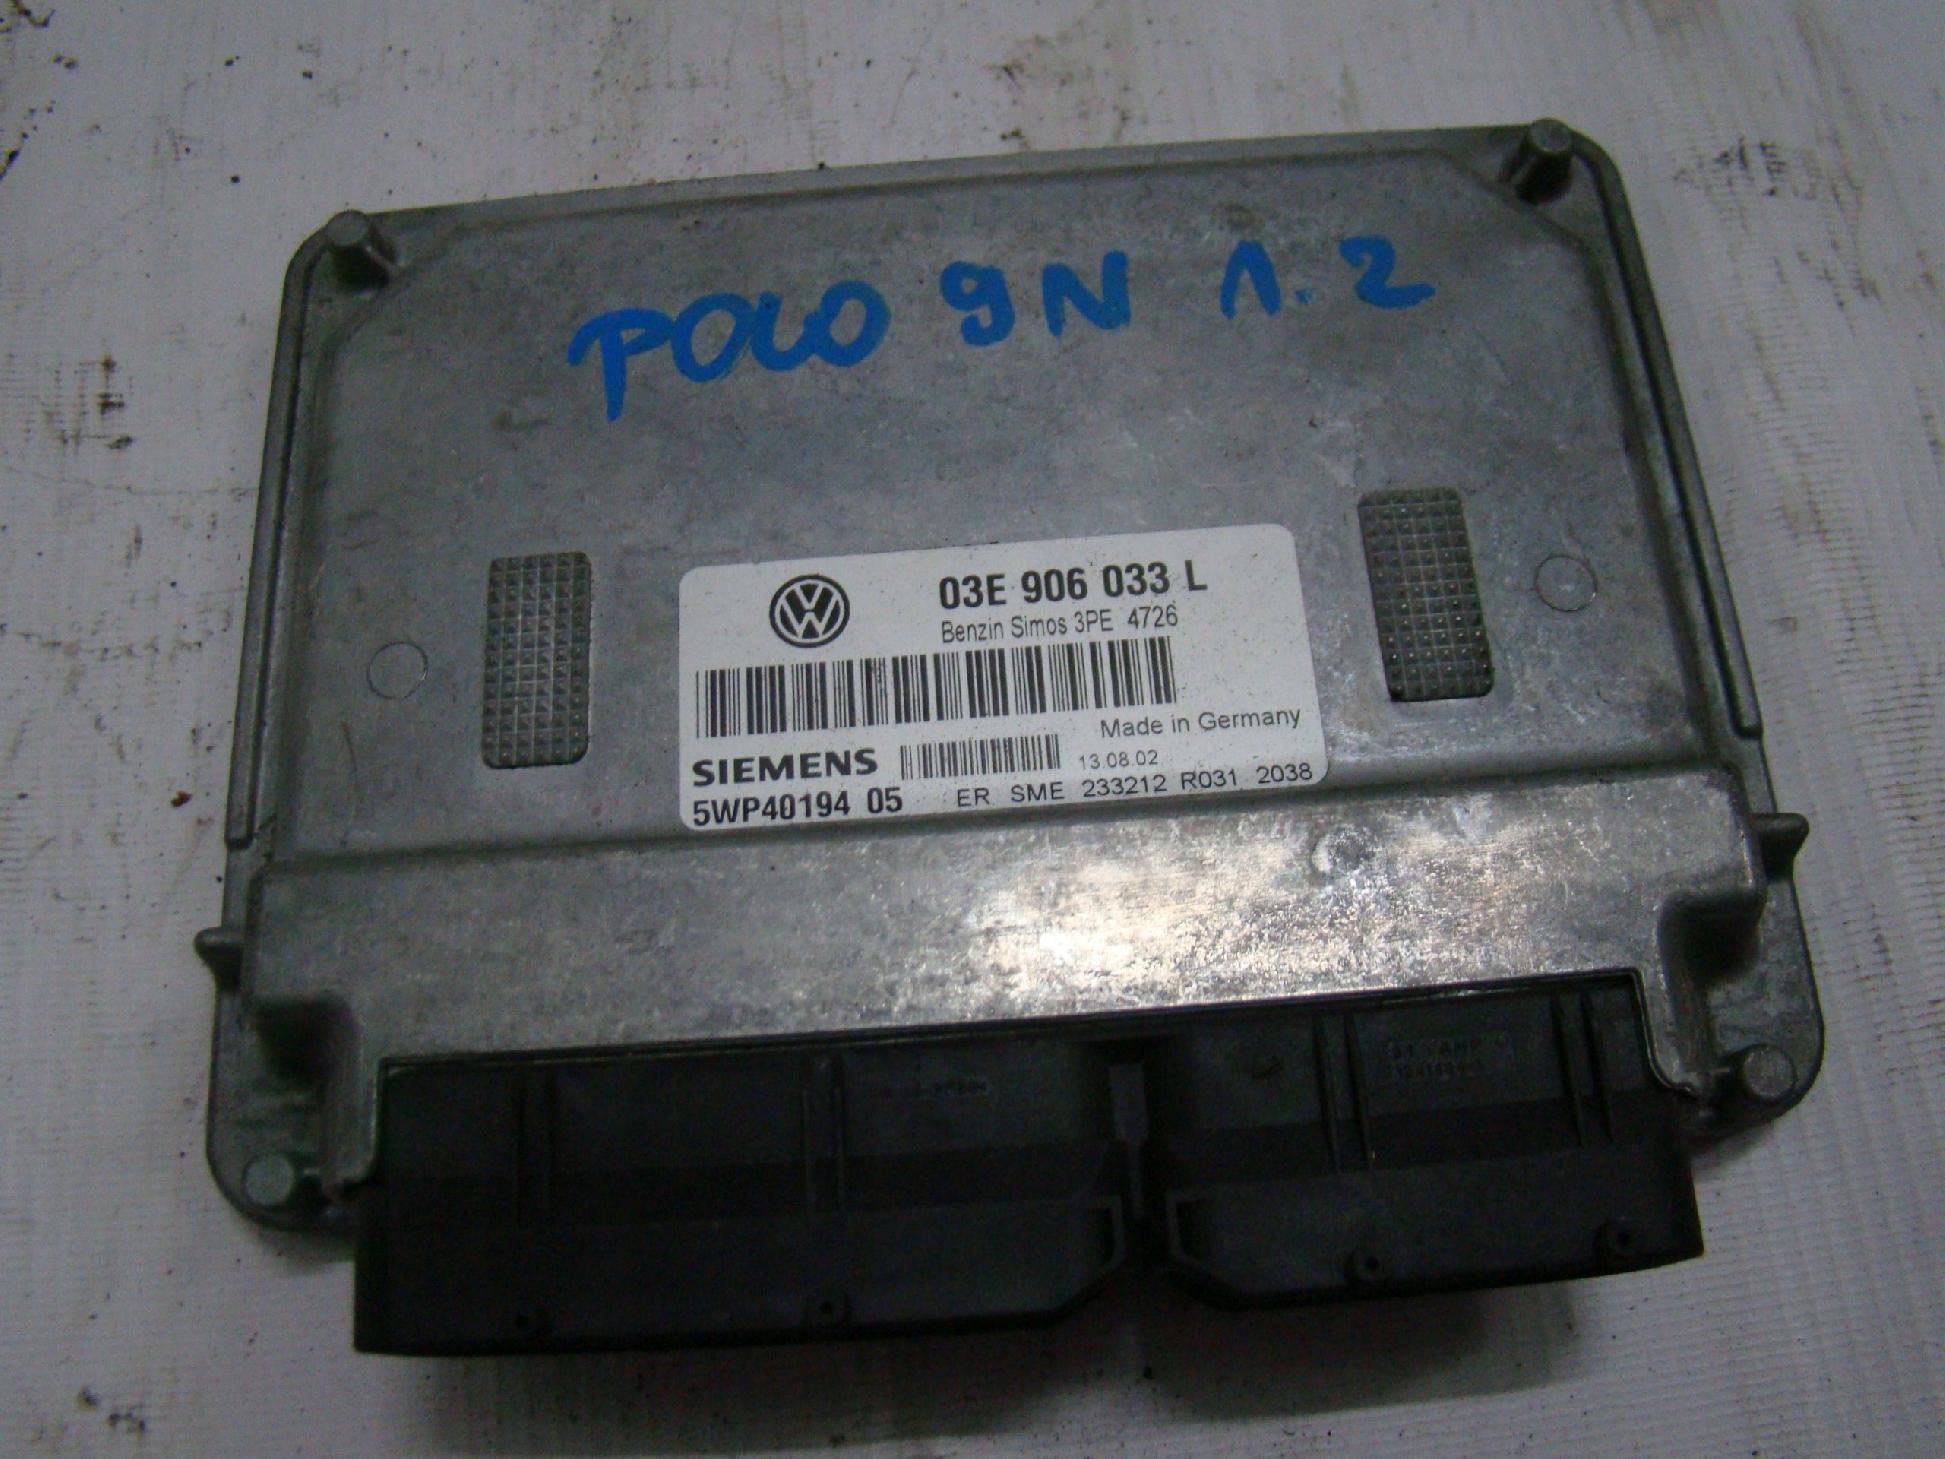 POLO 9N 1.2
VW
03E 906 033 L
Benzin Simos 3PE 4726
Made in Germany
SIEMENS 13.08.02
5WP40194 05 ER SME 233212 R031 2038